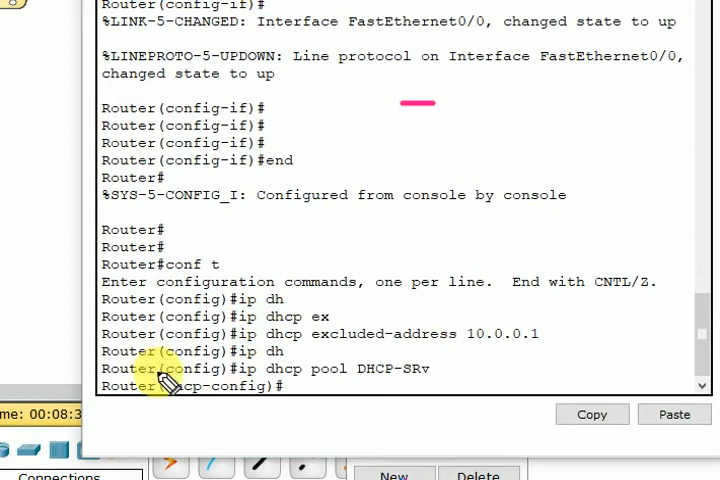 Router(config-if)#
%LINK-5-CHANGED: Interface FastEthernet0/0, changed state to up
%LINEPROTO-5-UPDOWN: Line protocol on Interface FastEthernet0/0,
changed state to up
Router(config-if)#
Router(config-if)#
Router(config-if)#
Router(config-if)#end
Router#
%SYS-5-CONFIG_I: Configured from console by console
Router#
Router#
Router#conf t
Enter configuration commands, one per line.  End with CNTL/Z.
Router(config)#ip dh
Router(config)#ip dhcp ex
Router(config)#ip dhcp excluded-address 10.0.0.1
Router(config)#ip dh
Router(config)#ip dhcp pool DHCP-SRv
Router(dhcp-config)#
Copy Paste
me: 00:08:3
Connections
New Delete